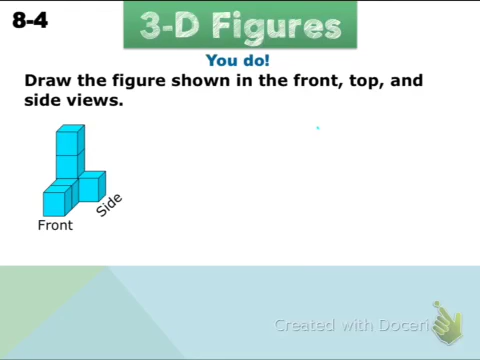 8-4
3-D Figures
You do!
Draw the figure shown in the front, top, and
side views.
Side
Front
Created with Doceri